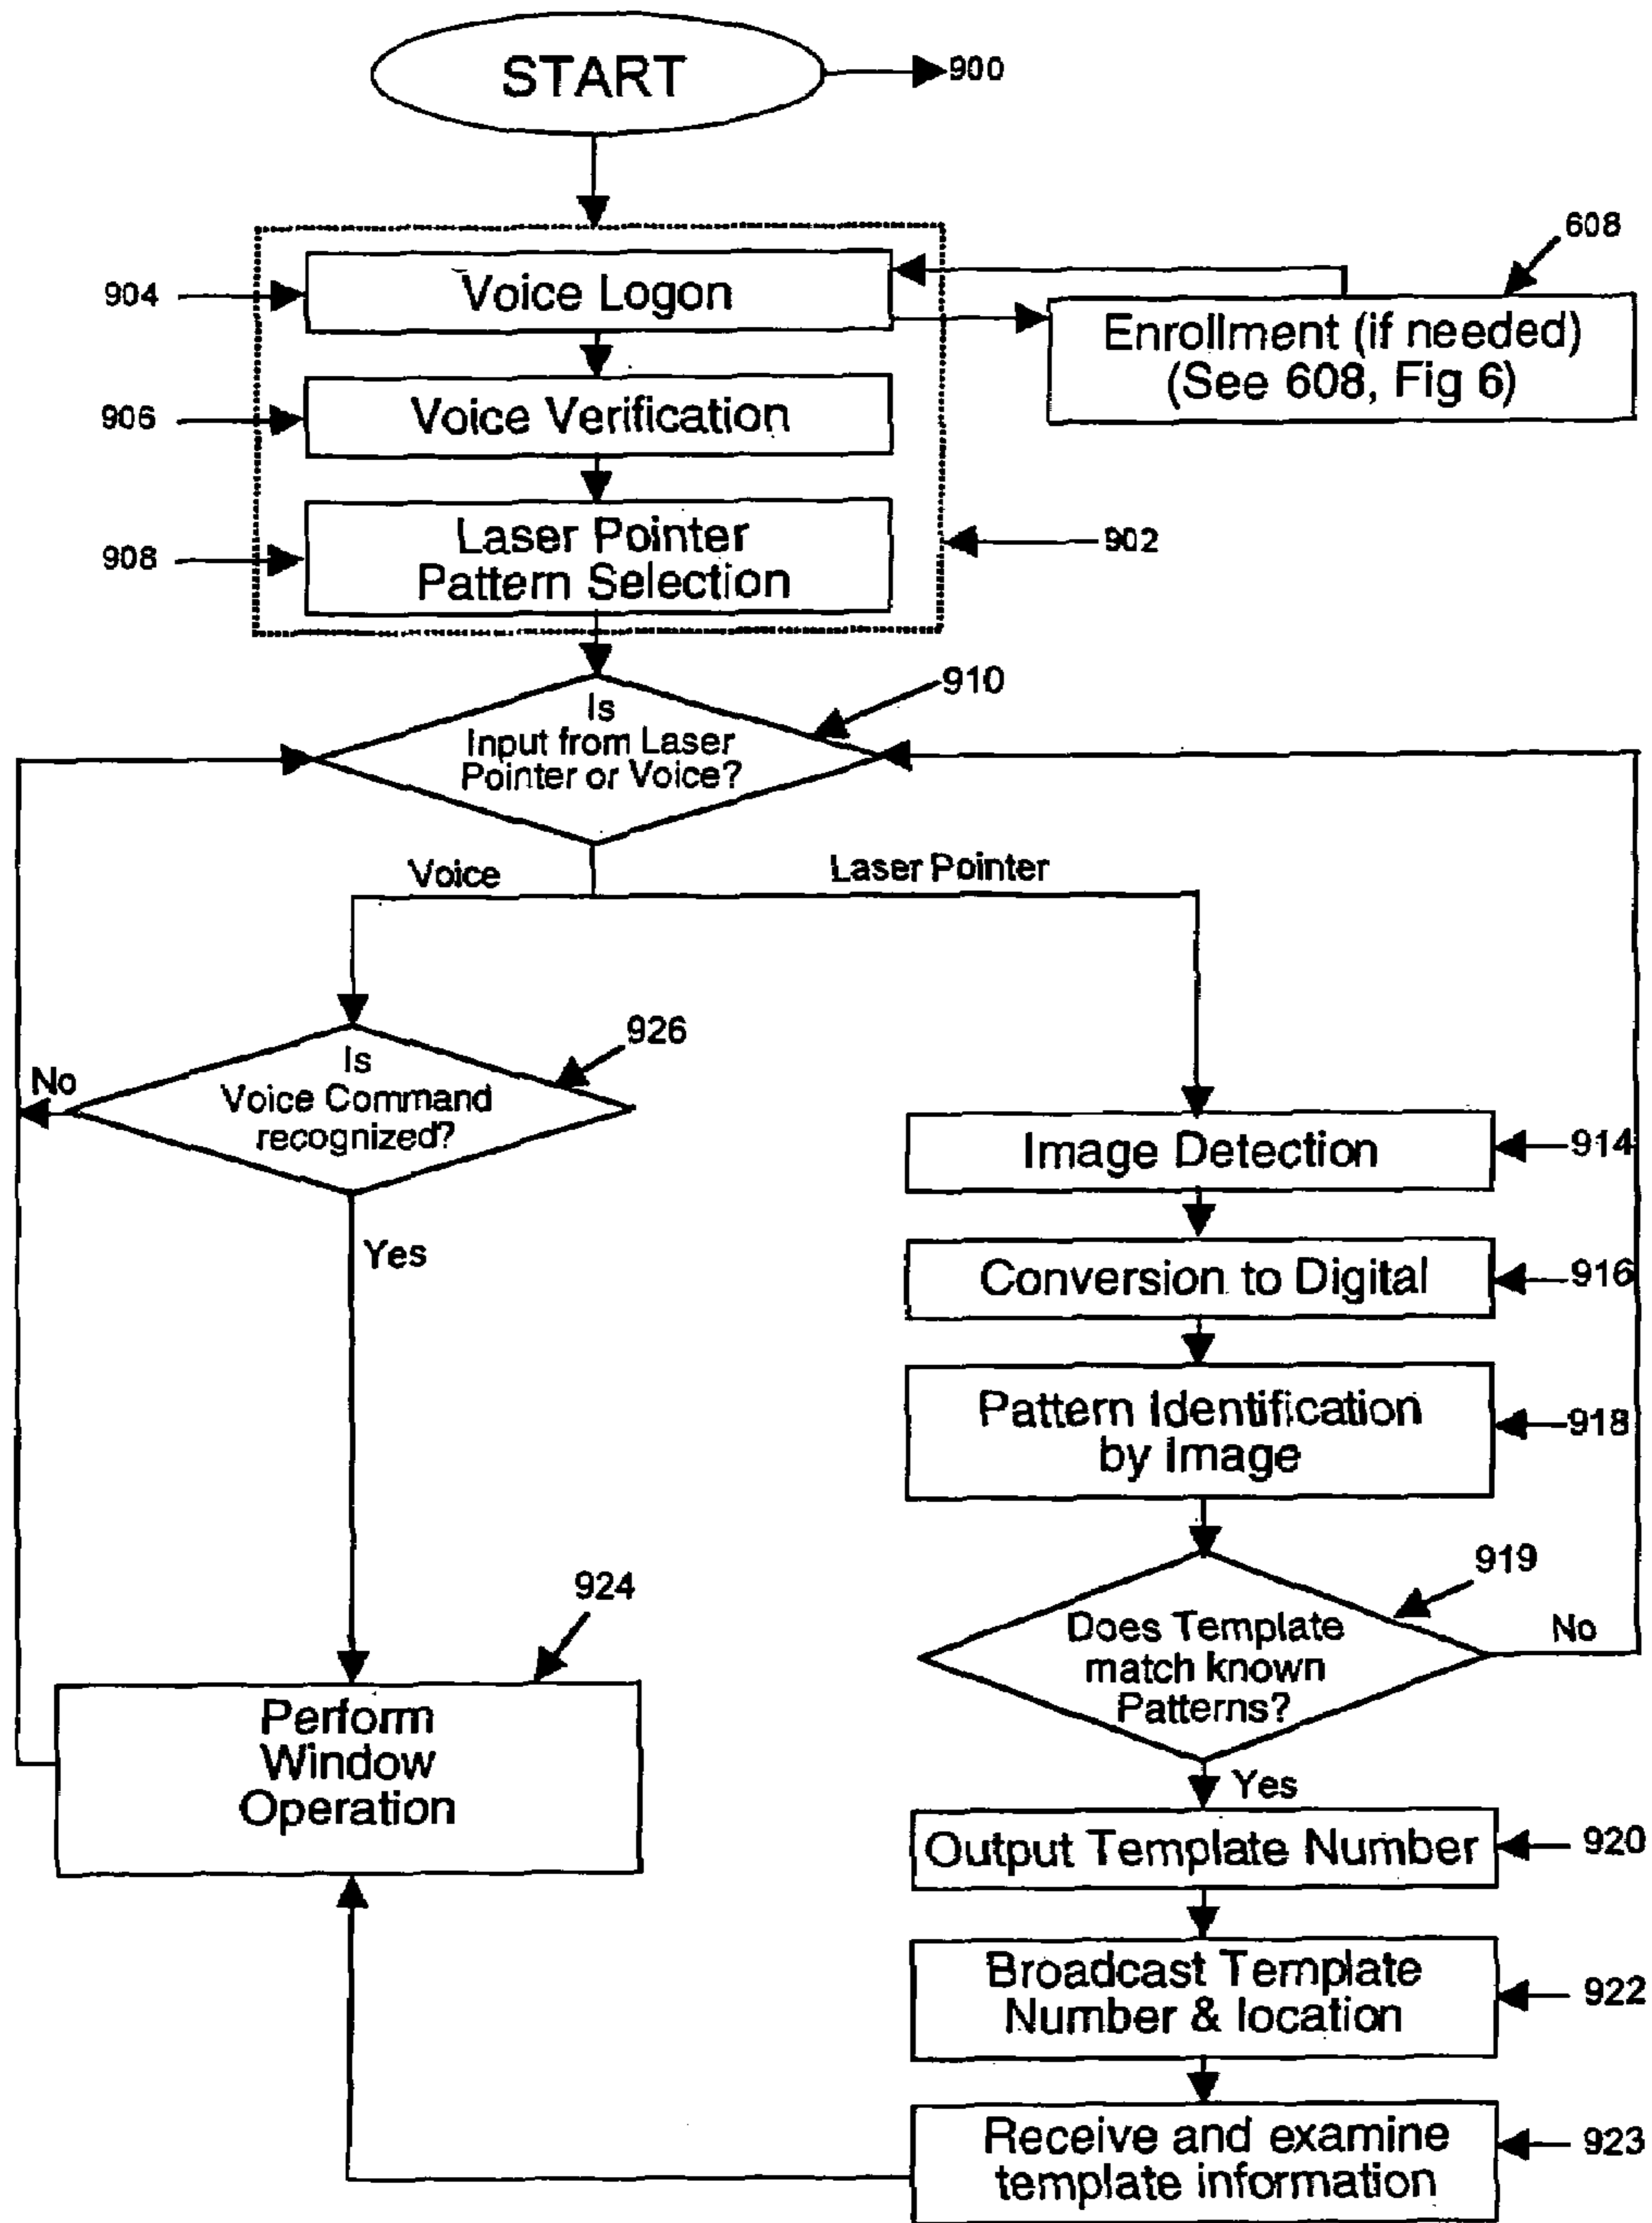 START
900
608
904
Voice Logon
Enrollment (if needed)
(See 608, Fig 6)
906
Voice Verification
908
Laser Pointer
Pattern Selection
902
910
Is
Input from Laser
Pointer or Voice?
Voice
Laser Pointer
926
No
Is
Voice Command
recognized?
Yes
Image Detection
914
Conversion to Digital
916
Pattern Identification
by Image
918
919
Does Template
match known
Patterns?
No
Yes
924
Perform
Window
Operation
Output Template Number
920
Broadcast Template
Number & location
922
Receive and examine
template information
923